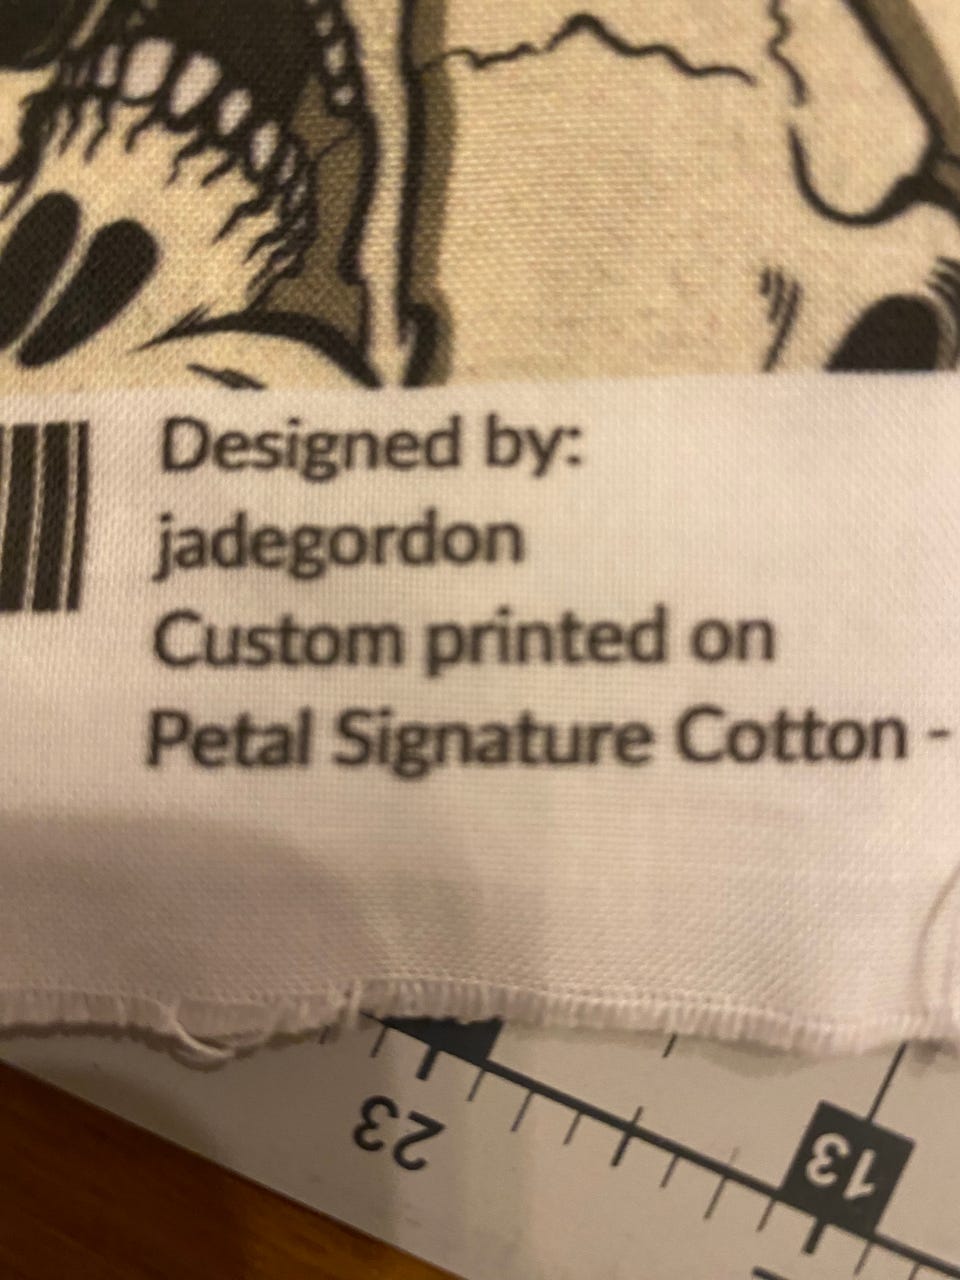 Designed by:
jadegordon
Custom printed on
Petal Signature Cotton -
23
13